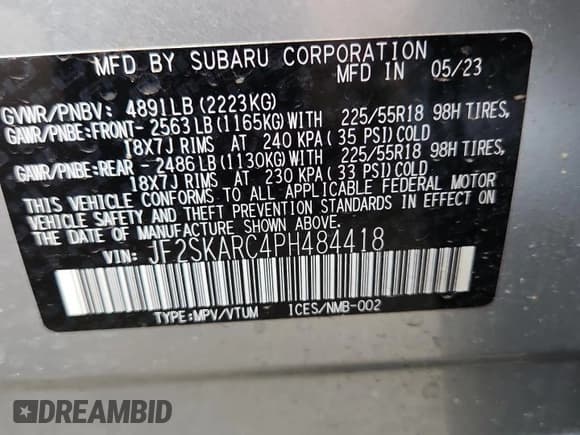 MFD BY SUBARU CORPORATION
MFD IN 05/23
GVWR/PNBV: 4891LB (2223KG)
GAWR/PNBE:FRONT- 2563LB (1165KG)WITH 225/55R18 98H TIRES,
18X7J RIMS AT 240 KPA( 35 PSI)COLD
GAWR/PNBE:REAR - 2486LB (1130KG)WITH 225/55R18 98H TIRES,
18X7J RIMS AT 230 KPA( 33 PSI)COLD
THIS VEHICLE CONFORMS TO ALL APPLICABLE FEDERAL MOTOR
VEHICLE SAFETY AND THEFT PREVENTION STANDARDS IN EFFECT ON
THE DATE OF MANUFACTURE SHOWN ABOVE.
VIN: JF2SKARC4PH484418
TYPE:MPV/VTUM ICES/NMB-002
DREAMBID